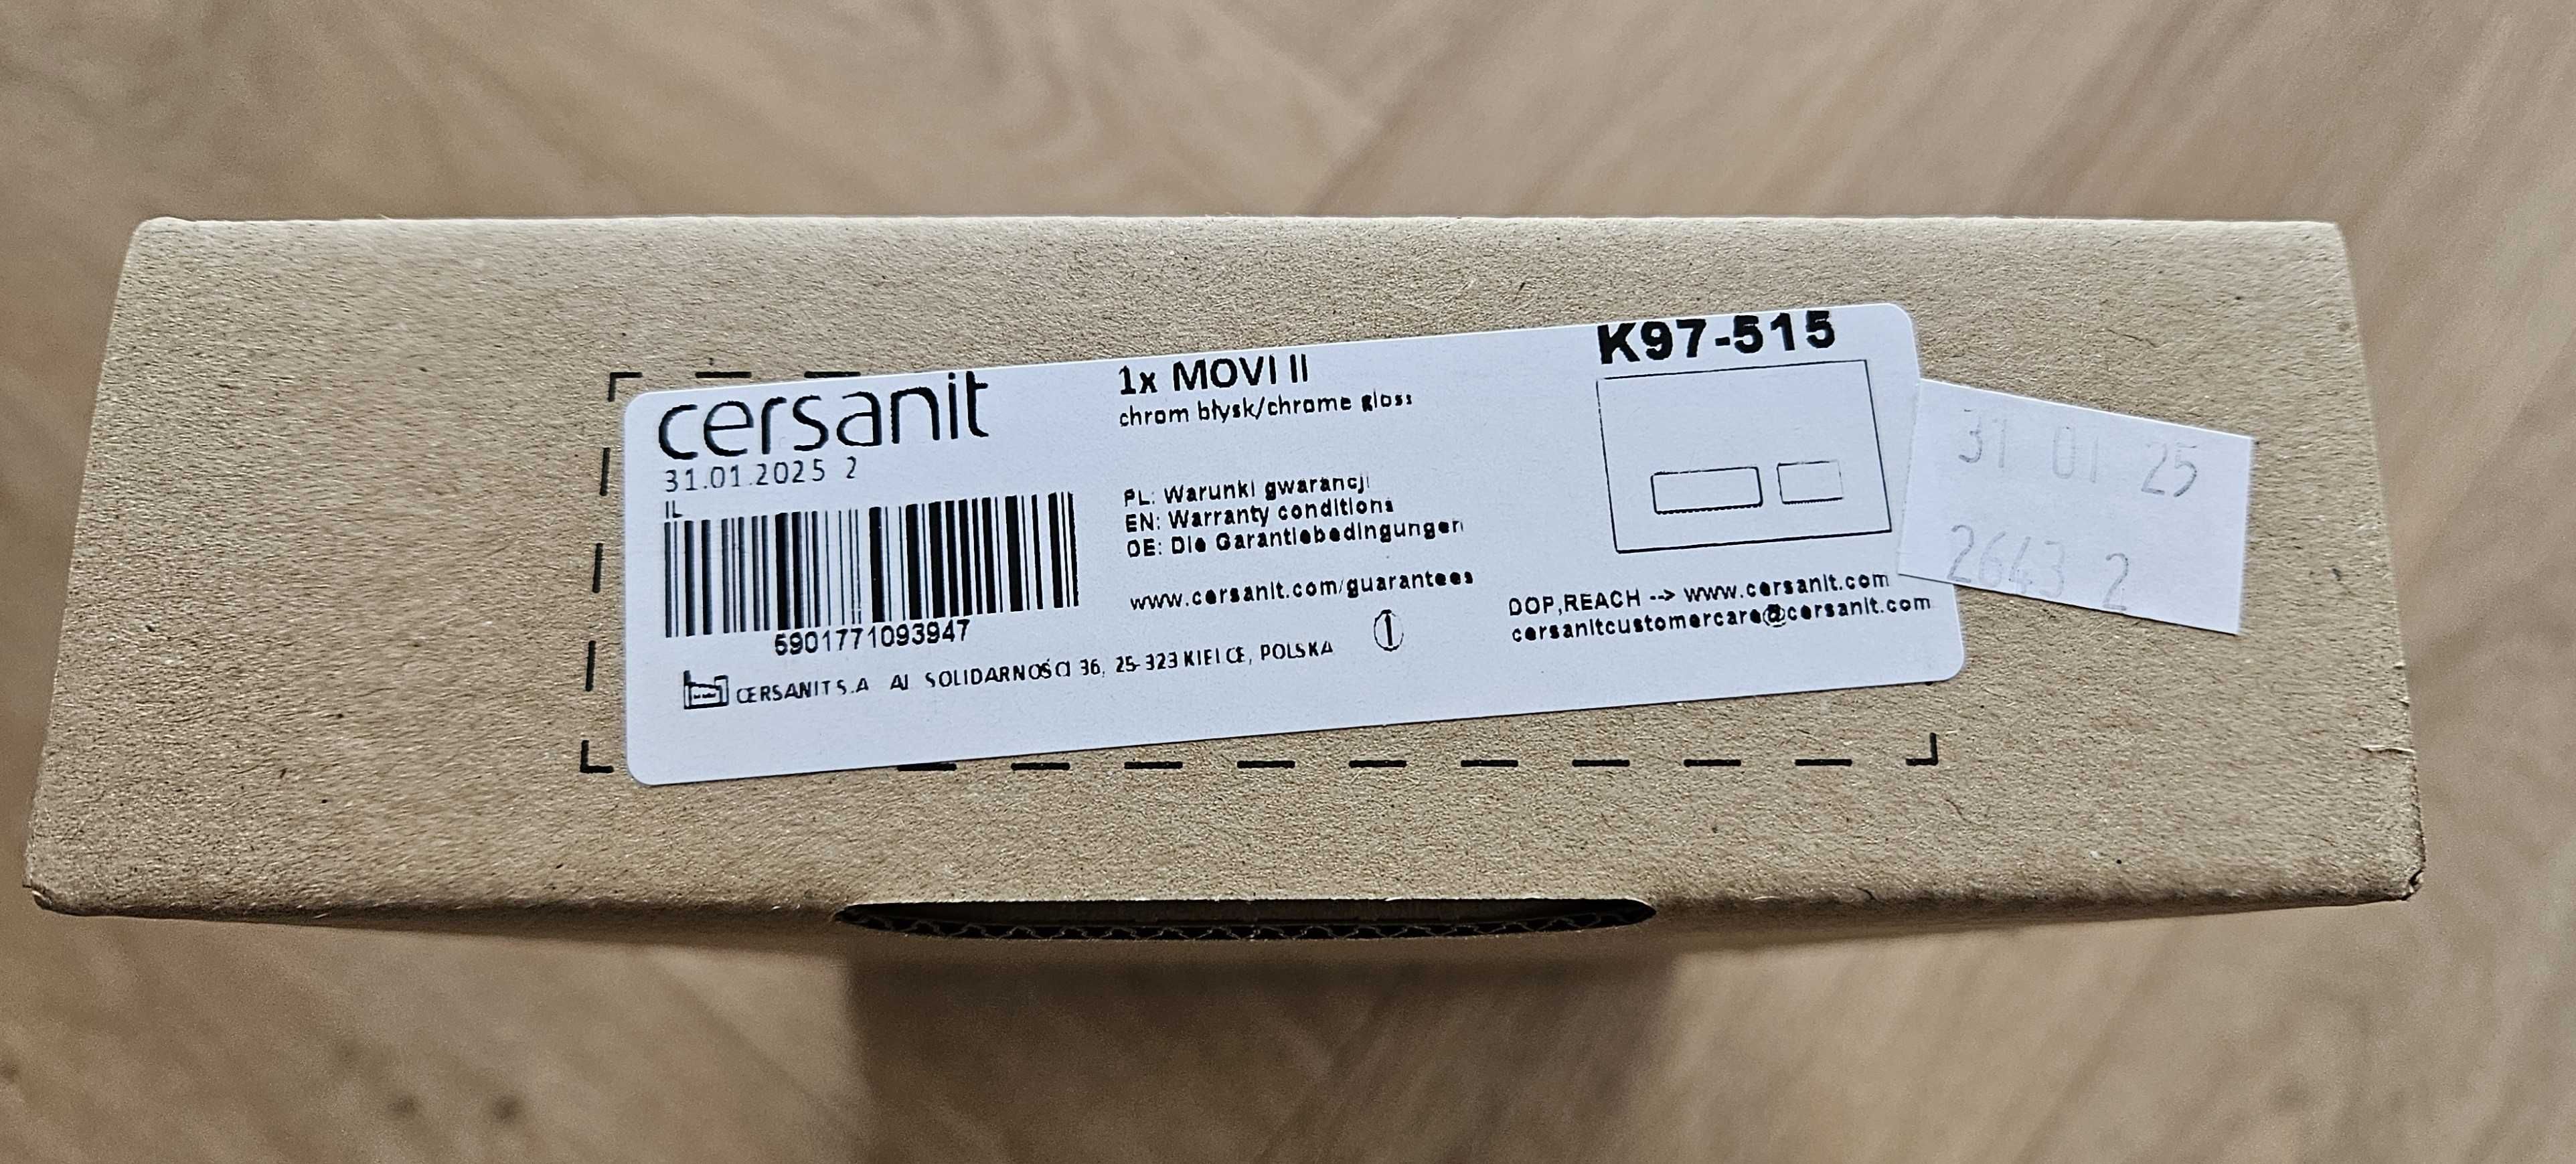 K97-515
cersanit
1x MOVI II
chrom błysk/chrome gloss
31.01.2025 2
IL
5901771093947
PL: Warunki gwarancji
EN: Warranty conditions
DE: Die Garantiebedingungen
www.cersanit.com/guarantees
DOP,REACH --> www.cersanit.com
cersanitcustomercare@cersanit.com
CERSANIT S.A AL SOLIDARNOŚCI 36, 25-323 KIELCE, POLSKA
31 01 25
2643 2